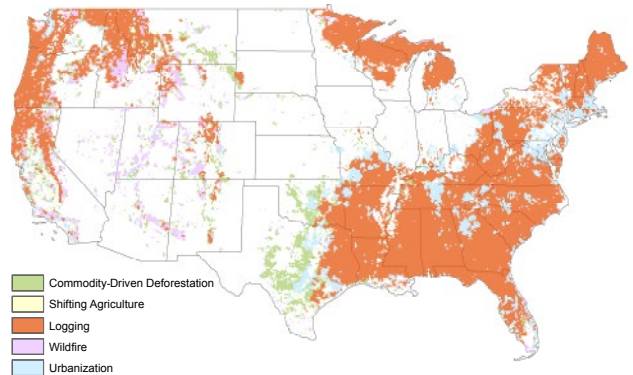 Commodity-Driven Deforestation
Shifting Agriculture
Logging
Wildfire
Urbanization